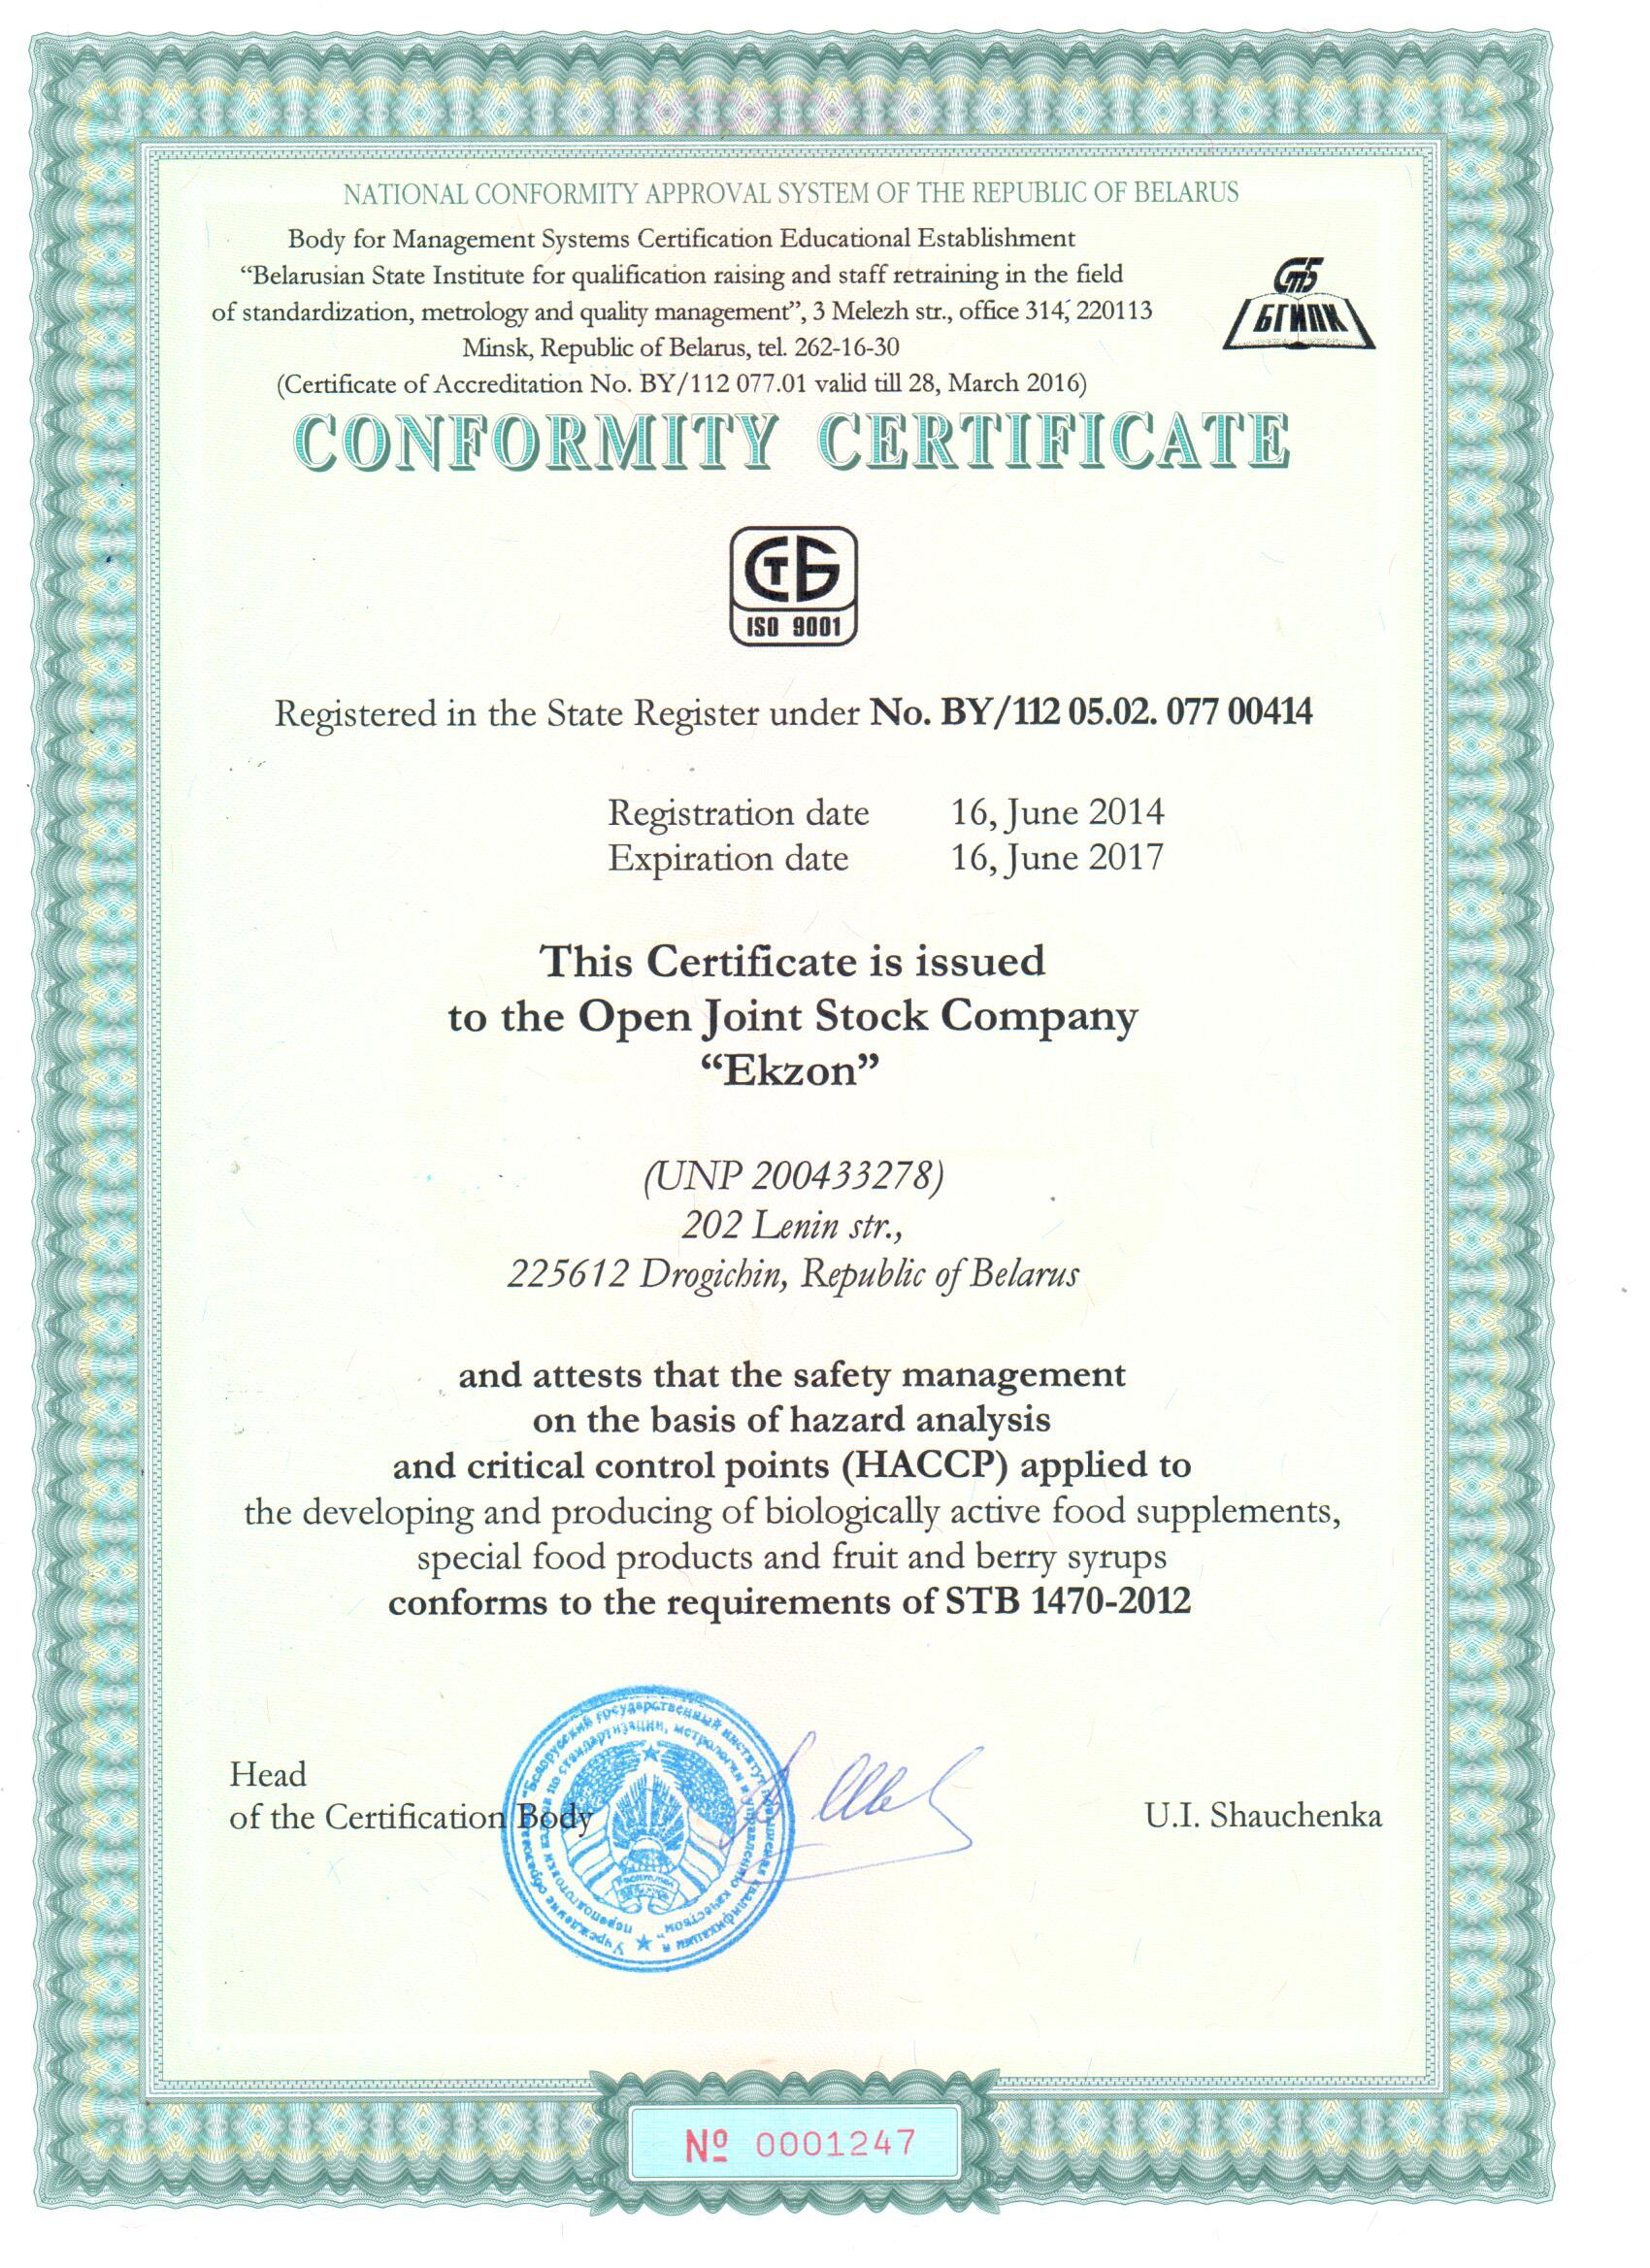 NATIONAL CONFORMITY APPROVAL SYSTEM OF THE REPUBLIC OF BELARUS
Body for Management Systems Certification Educational Establishment
“Belarusian State Institute for qualification raising and staff retraining in the field
of standardization, metrology and quality management”, 3 Melezh str., office 314, 220113
Minsk, Republic of Belarus, tel. 262-16-30
(Certificate of Accreditation No. BY/112 077.01 valid till 28, March 2016)
СТБ
БГИПК
CONFORMITY CERTIFICATE
СТБ
ISO 9001
Registered in the State Register under No. BY/112 05.02. 077 00414
Registration date 16, June 2014
Expiration date 16, June 2017
This Certificate is issued
to the Open Joint Stock Company
“Ekzon”
(UNP 200433278)
202 Lenin str.,
225612 Drogichin, Republic of Belarus
and attests that the safety management
on the basis of hazard analysis
and critical control points (HACCP) applied to
the developing and producing of biologically active food supplements,
special food products and fruit and berry syrups
conforms to the requirements of STB 1470-2012
Head
of the Certification Body
U.I. Shauchenka
Учреждение образования "Белорусский государственный институт повышения квалификации и
переподготовки кадров по стандартизации, метрологии и управлению качеством"
№ 0001247